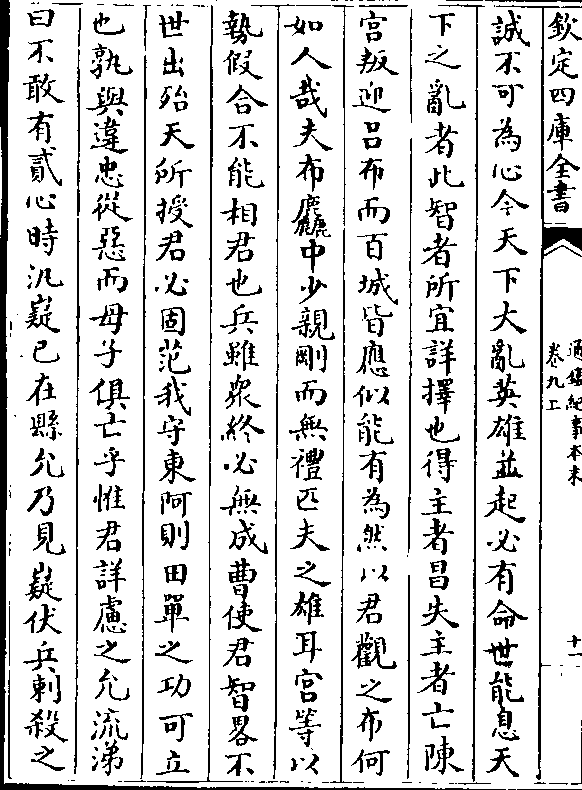 欽定四庫全書
通鑑紀事本末
卷九上
十一
誠不可為心今天下大亂英雄並起必有命世能息天
下之亂者此智者所宜詳擇也得主者昌失主者亡陳
宮叛迎呂布而百城皆應似能有為然以君觀之布何
如人哉夫布麤中少親剛而無禮匹夫之雄耳宮等以
勢假合不能相君也兵雖衆終必無成曹使君智畧不
世出殆天所授君必固范我守東阿則田單之功可立
也孰與違忠從惡而母子俱亡乎惟君詳慮之允流涕
曰不敢有貳心時汎嶷已在縣允乃見嶷伏兵刺殺之